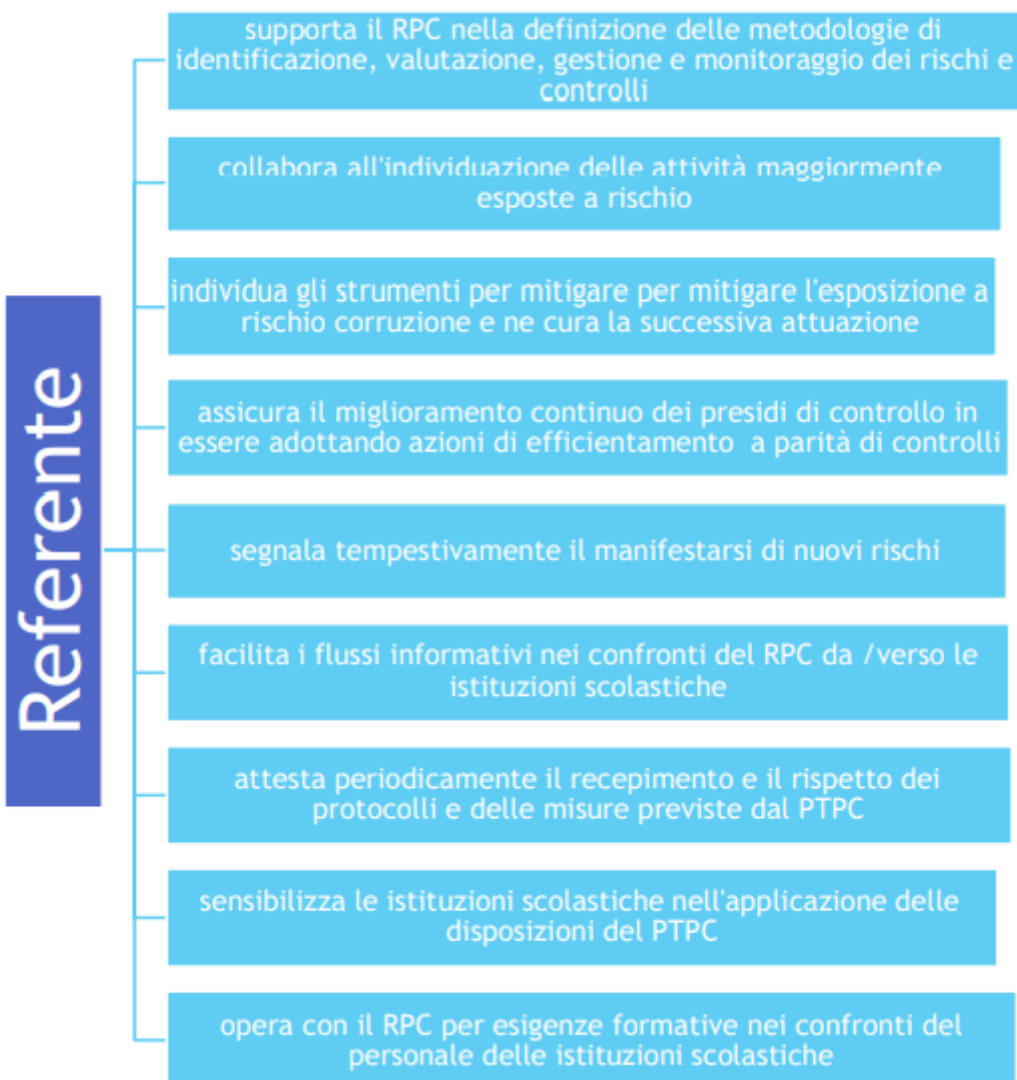 Referente
supporta il RPC nella definizione delle metodologie di
identificazione, valutazione, gestione e monitoraggio dei rischi e
controlli
collabora all'individuazione delle attività maggiormente
esposte a rischio
individua gli strumenti per mitigare per mitigare l'esposizione a
rischio corruzione e ne cura la successiva attuazione
assicura il miglioramento continuo dei presidi di controllo in
essere adottando azioni di efficientamento a parità di controlli
segnala tempestivamente il manifestarsi di nuovi rischi
facilita i flussi informativi nei confronti del RPC da /verso le
istituzioni scolastiche
attesta periodicamente il recepimento e il rispetto dei
protocolli e delle misure previste dal PTPC
sensibilizza le istituzioni scolastiche nell'applicazione delle
disposizioni del PTPC
opera con il RPC per esigenze formative nei confronti del
personale delle istituzioni scolastiche